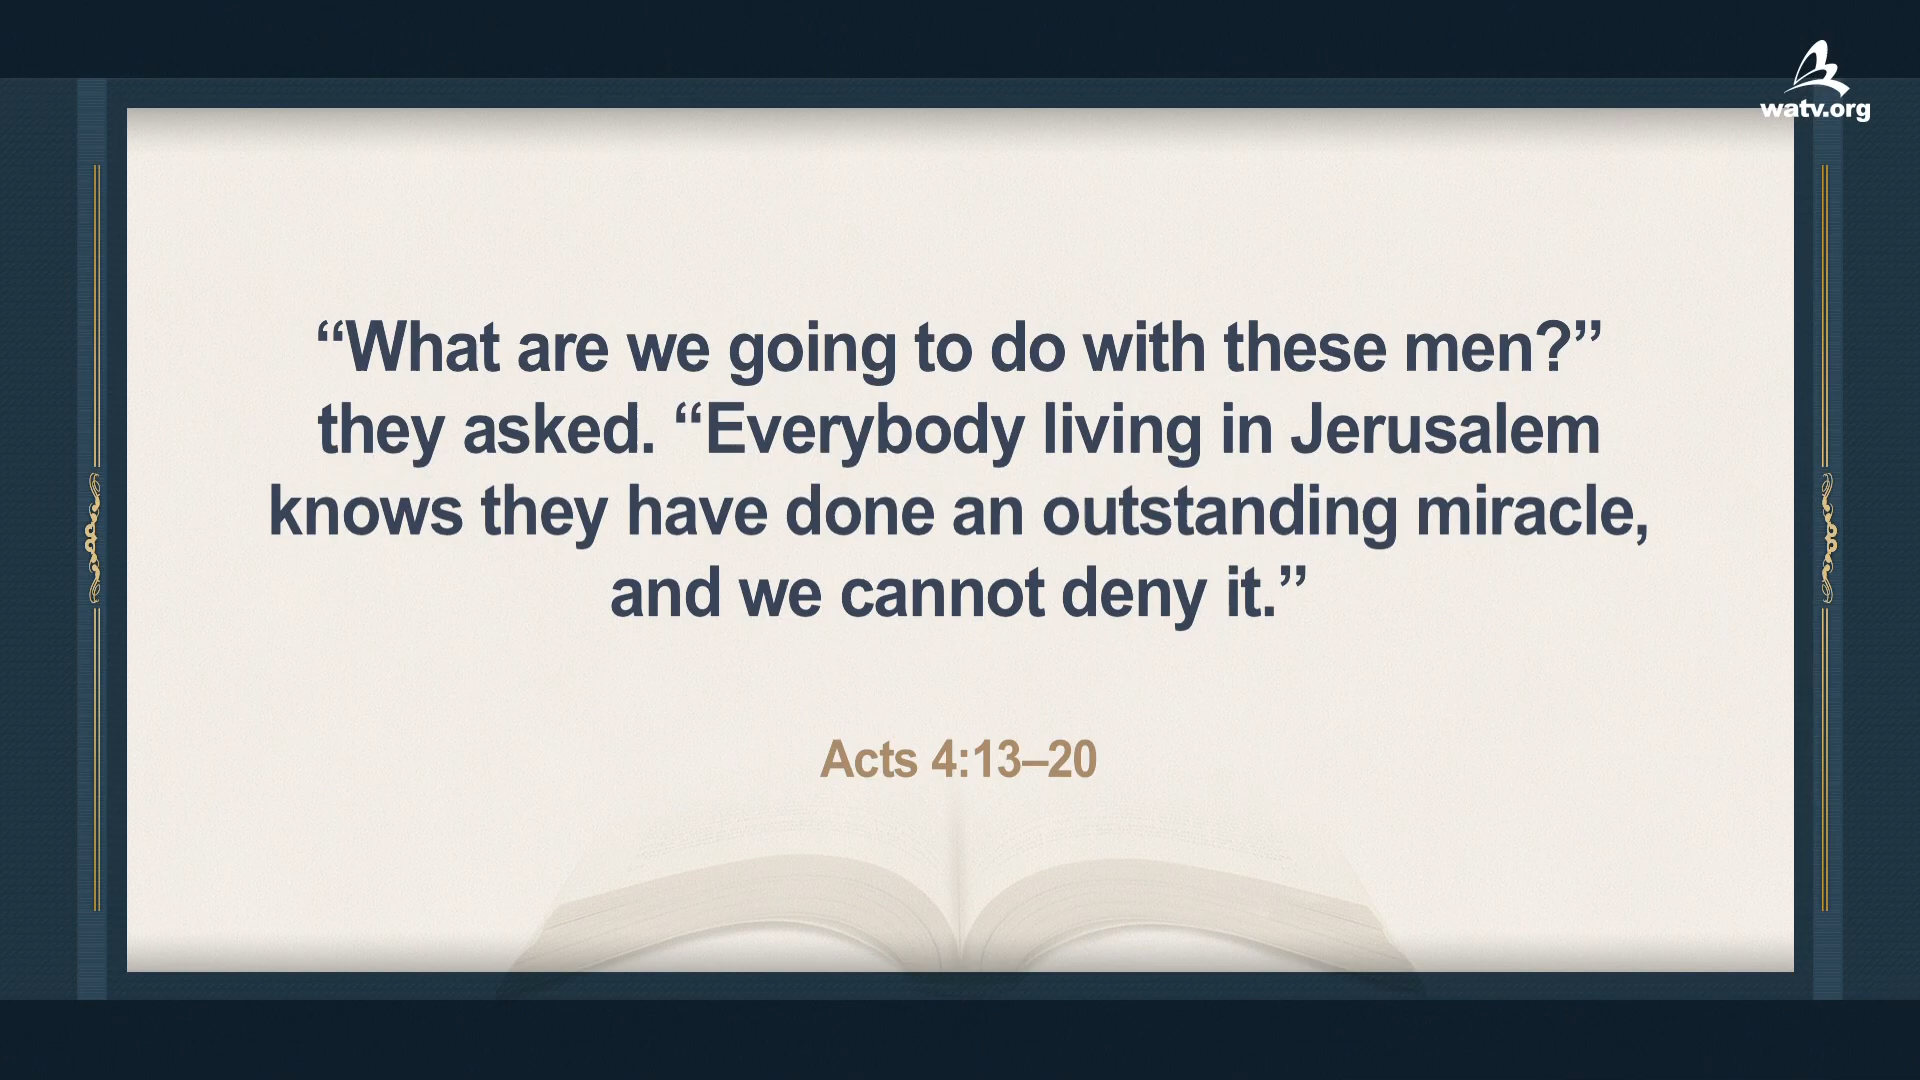 watv.org
“What are we going to do with these men?”
they asked. “Everybody living in Jerusalem
knows they have done an outstanding miracle,
and we cannot deny it.”
Acts 4:13–20